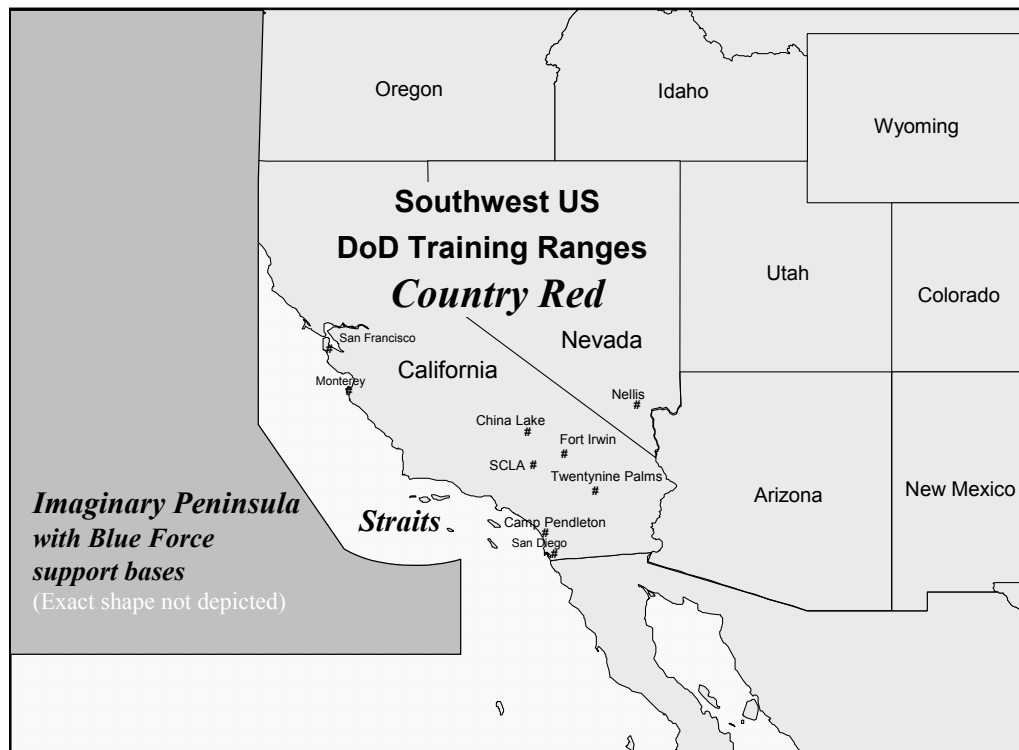 Oregon
Idaho
Wyoming
Southwest US
DoD Training Ranges
Country Red
Utah
Colorado
San Francisco
#
Nevada
California
Monterey
#
Nellis
#
China Lake
#
Fort Irwin
#
SCLA #
Twentynine Palms
#
Arizona
New Mexico
Imaginary Peninsula
with Blue Force
support bases
(Exact shape not depicted)
Straits
Camp Pendleton
#
San Diego
#